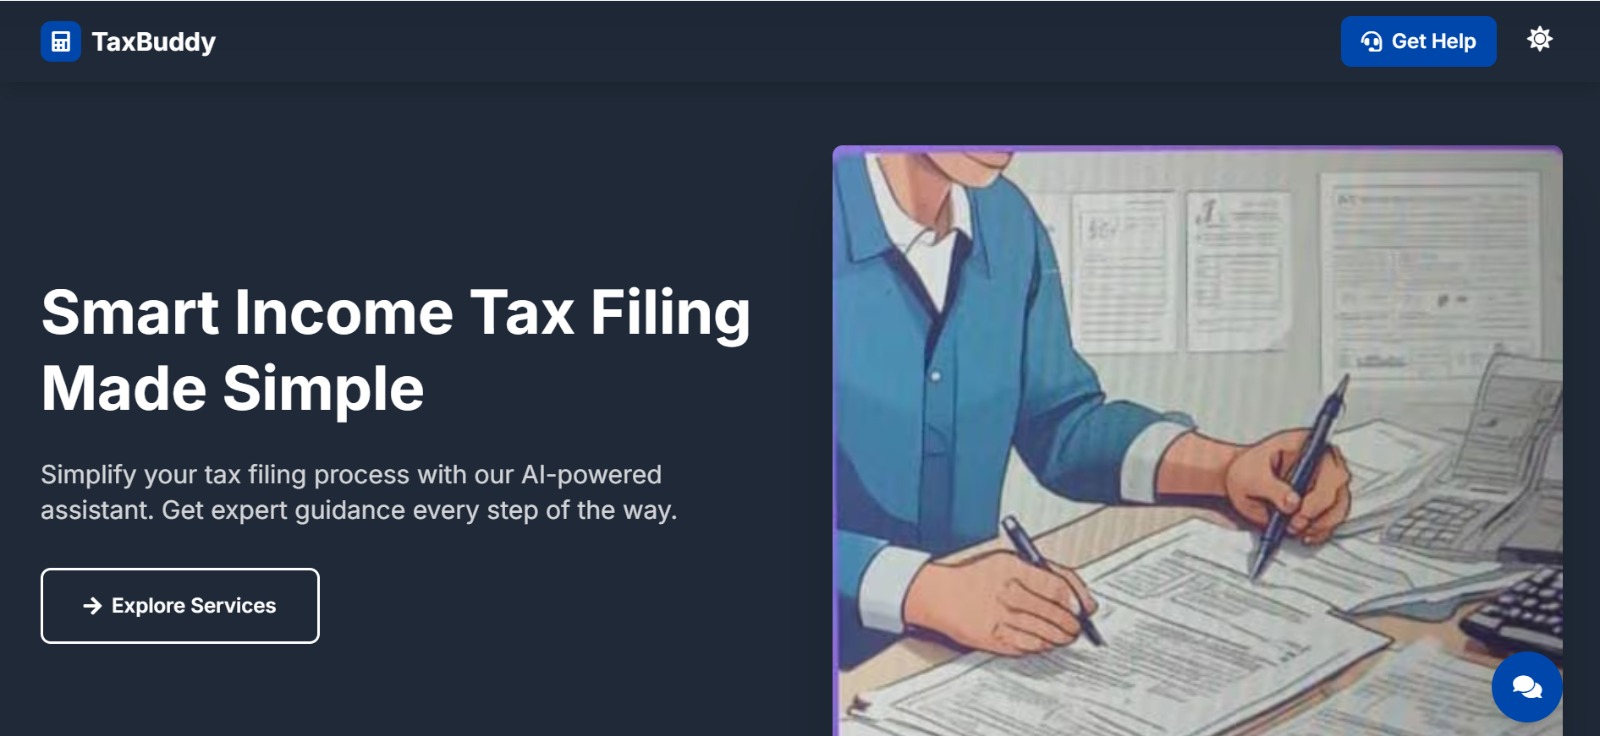 TaxBuddy
Get Help
Smart Income Tax Filing
Made Simple
Simplify your tax filing process with our AI-powered
assistant. Get expert guidance every step of the way.
Explore Services